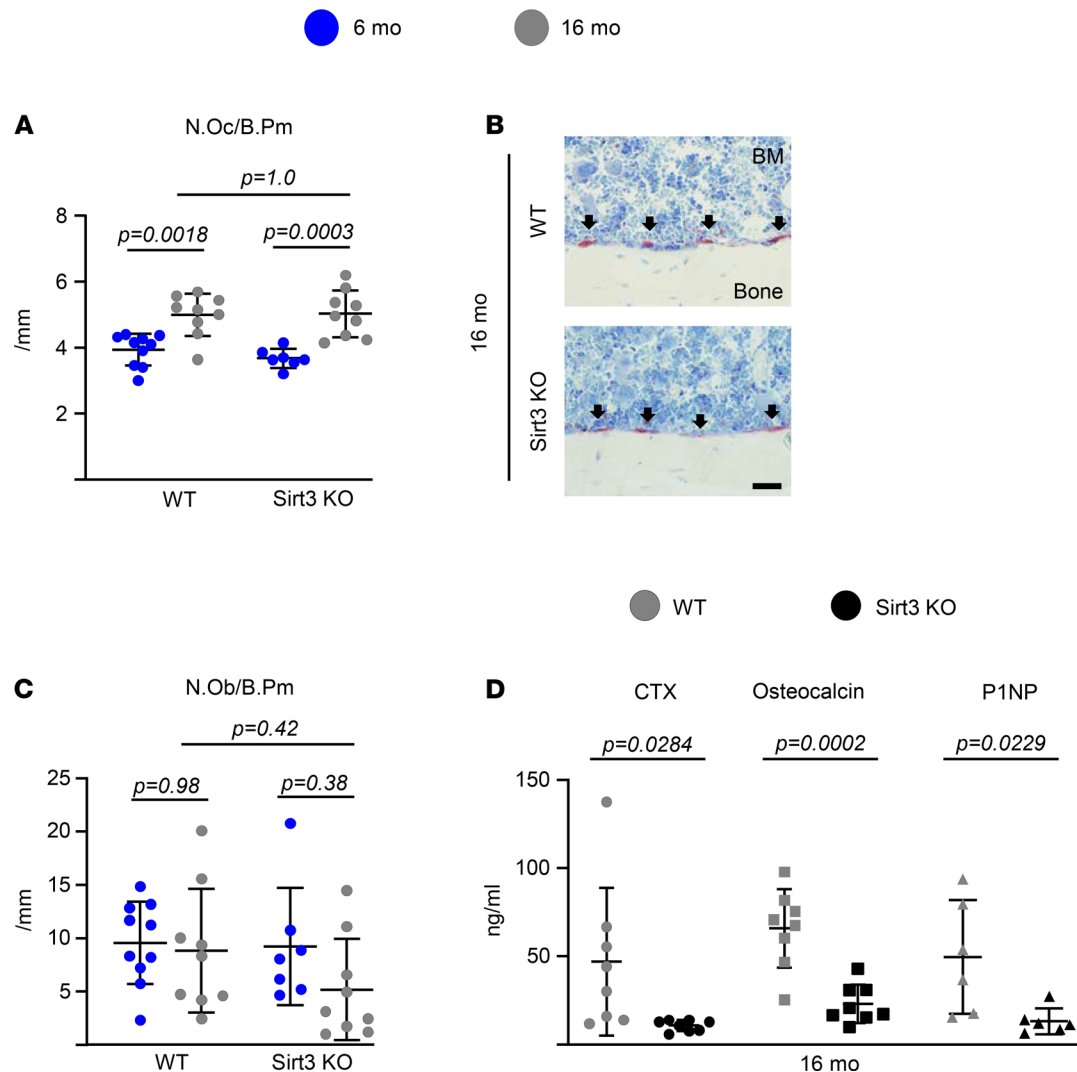 6 mo 16 mo
A
N.Oc/B.Pm
p=1.0
p=0.0018 p=0.0003
8
6
4
2
/mm
WT Sirt3 KO
B
16 mo
WT
BM
Bone
Sirt3 KO
WT Sirt3 KO
C
N.Ob/B.Pm
p=0.42
p=0.98 p=0.38
25
20
15
10
5
/mm
WT Sirt3 KO
D
CTX Osteocalcin P1NP
p=0.0284 p=0.0002 p=0.0229
150
100
50
ng/ml
16 mo